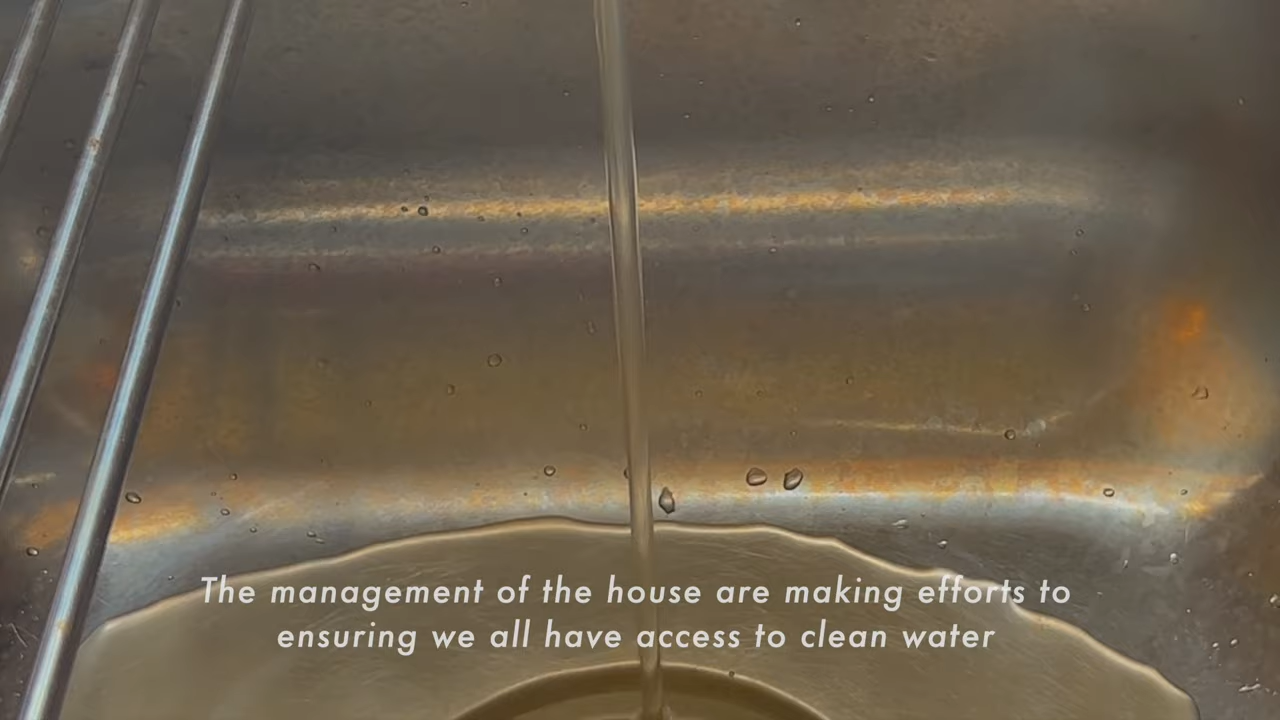 The management of the house are making efforts to
ensuring we all have access to clean water